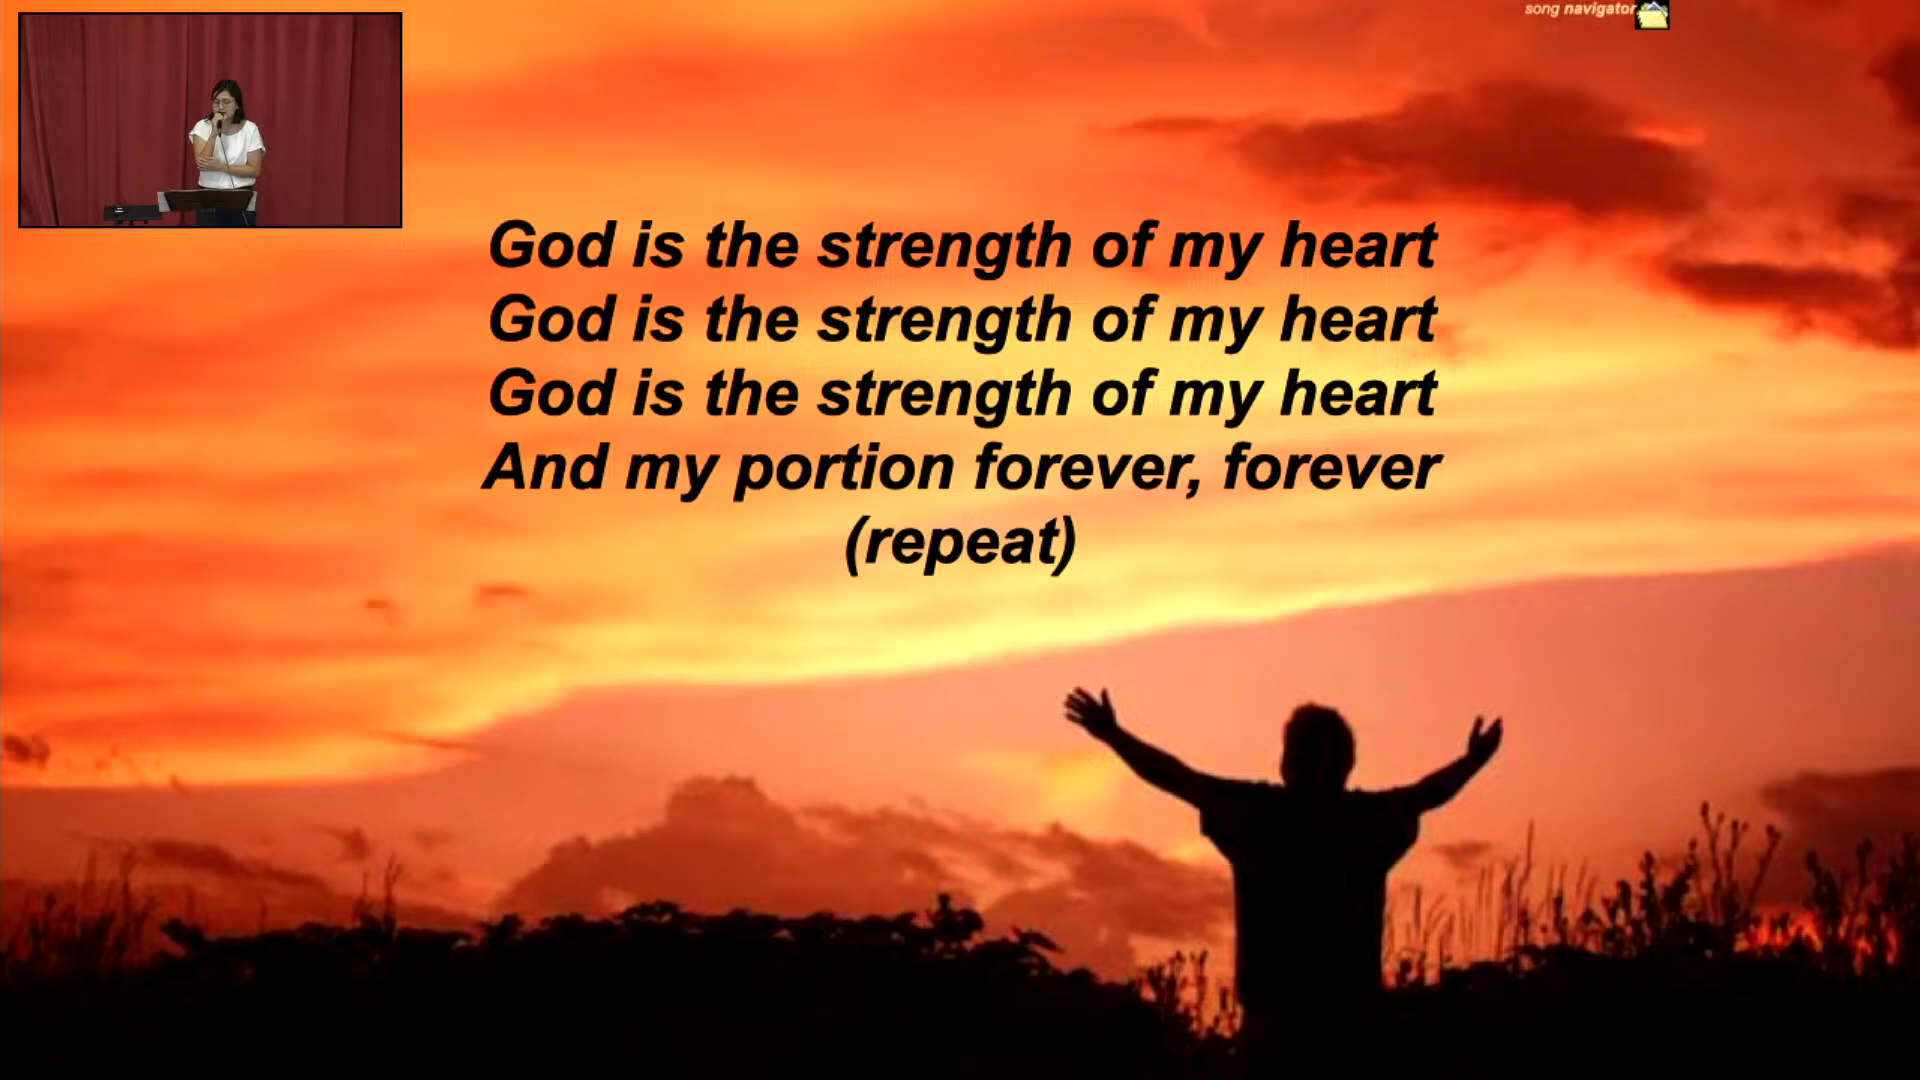 song navigator
God is the strength of my heart
God is the strength of my heart
God is the strength of my heart
And my portion forever, forever
(repeat)